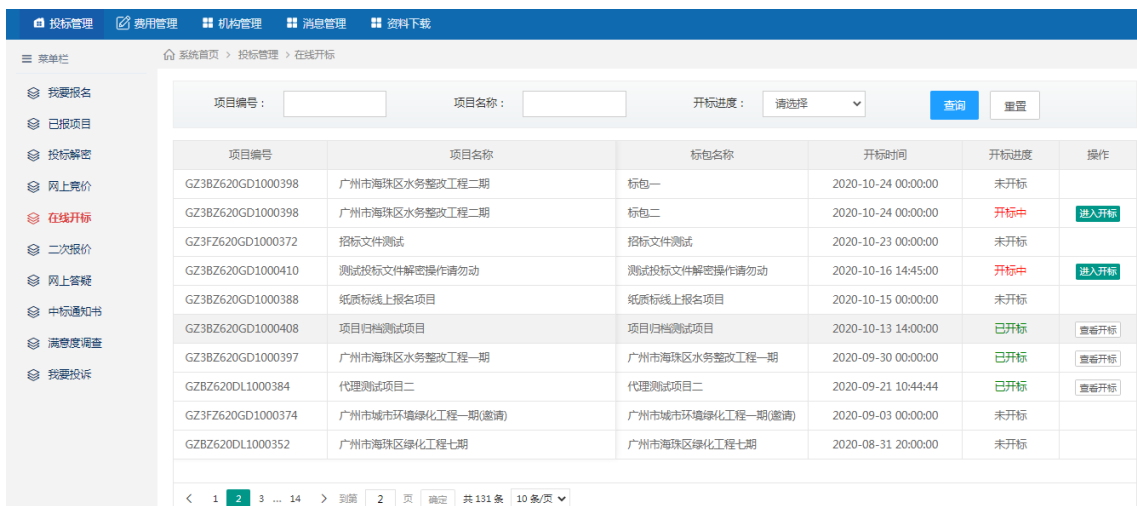 投标管理 费用管理 机构管理 消息管理 资料下载
菜单栏 系统首页 > 投标管理 > 在线开标
我要报名
已报项目
投标解密
网上竞价
在线开标
二次报价
网上答疑
中标通知书
满意度调查
我要投诉
项目编号： 项目名称： 开标进度： 请选择 查询 重置
项目编号 项目名称 标包名称 开标时间 开标进度 操作
GZ3BZ620GD1000398 广州市海珠区水务整改工程二期 标包一 2020-10-24 00:00:00 未开标
GZ3BZ620GD1000398 广州市海珠区水务整改工程二期 标包二 2020-10-24 00:00:00 开标中 进入开标
GZ3FZ620GD1000372 招标文件测试 招标文件测试 2020-10-23 00:00:00 未开标
GZ3BZ620GD1000410 测试投标文件解密操作请勿动 测试投标文件解密操作请勿动 2020-10-16 14:45:00 开标中 进入开标
GZ3BZ620GD1000388 纸质标线上报名项目 纸质标线上报名项目 2020-10-15 00:00:00 未开标
GZ3BZ620GD1000408 项目归档测试项目 项目归档测试项目 2020-10-13 14:00:00 已开标 查看开标
GZ3BZ620GD1000397 广州市海珠区水务整改工程一期 广州市海珠区水务整改工程一期 2020-09-30 00:00:00 已开标 查看开标
GZBZ620DL1000384 代理测试项目二 代理测试项目二 2020-09-21 10:44:44 已开标 查看开标
GZ3FZ620GD1000374 广州市城市环境绿化工程一期(邀请) 广州市城市环境绿化工程一期(邀请) 2020-09-03 00:00:00 未开标
GZBZ620DL1000352 广州市海珠区绿化工程七期 广州市海珠区绿化工程七期 2020-08-31 20:00:00 未开标
< 1 2 3 … 14 > 到第 2 页 确定 共 131 条 10 条/页